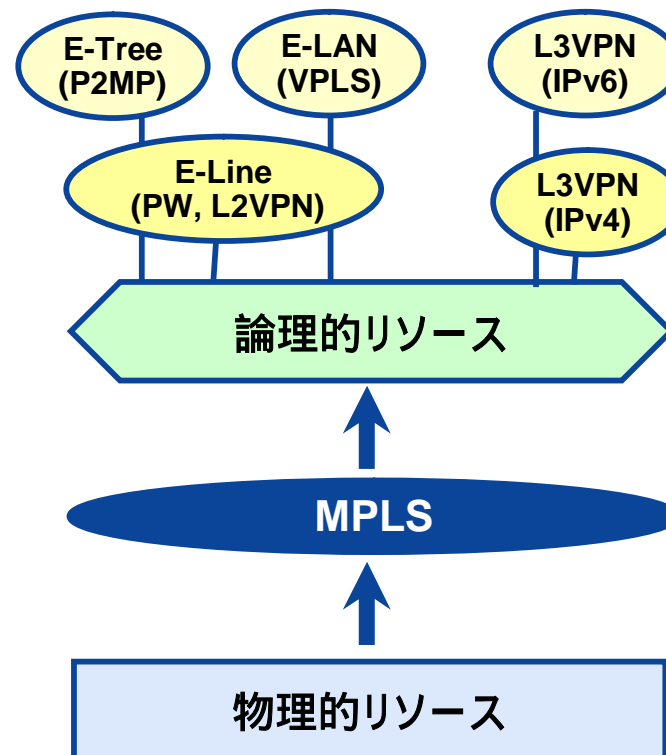 E-Tree
(P2MP)
E-LAN
(VPLS)
L3VPN
(IPv6)
E-Line
(PW, L2VPN)
L3VPN
(IPv4)
論理的リソース
MPLS
物理的リソース